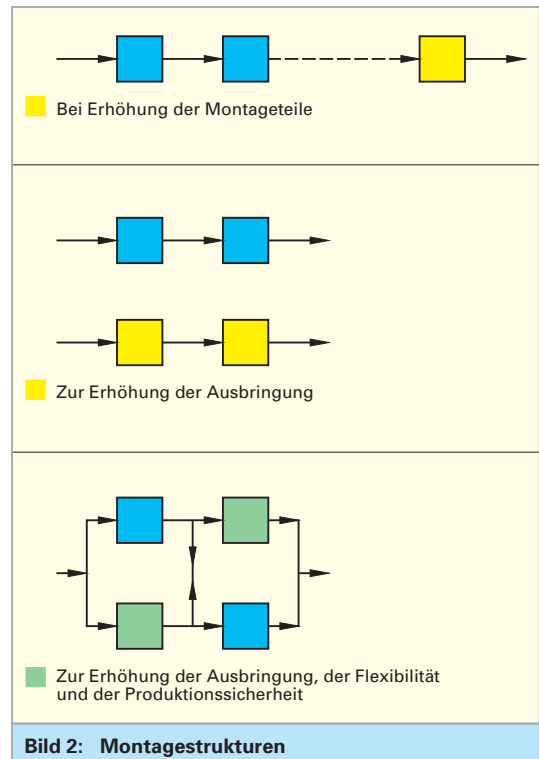 Bei Erhöhung der Montageteile
Zur Erhöhung der Ausbringung
Zur Erhöhung der Ausbringung, der Flexibilität
und der Produktionssicherheit
Bild 2: Montagestrukturen